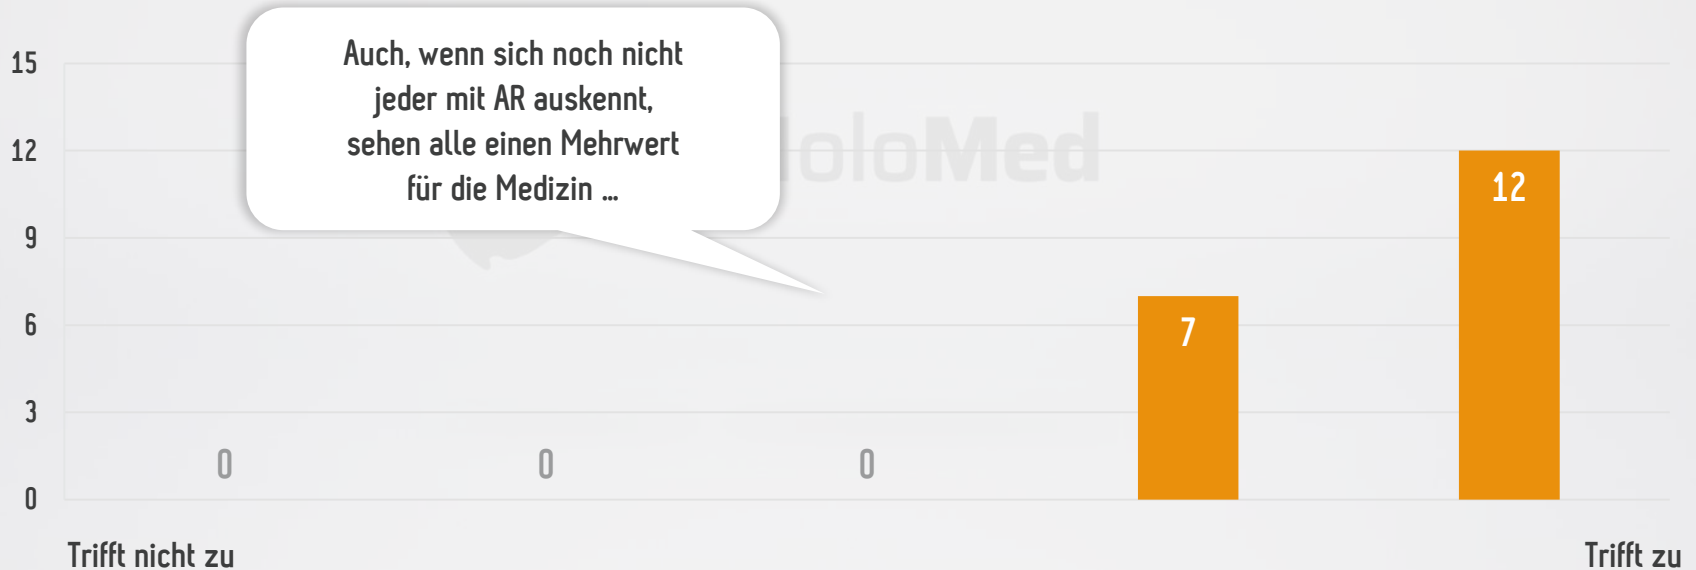 Auch, wenn sich noch nicht
jeder mit AR auskennt,
sehen alle einen Mehrwert
für die Medizin ...
oloMed
15
12
9
6
3
0
0
0
0
7
12
Trifft nicht zu
Trifft zu